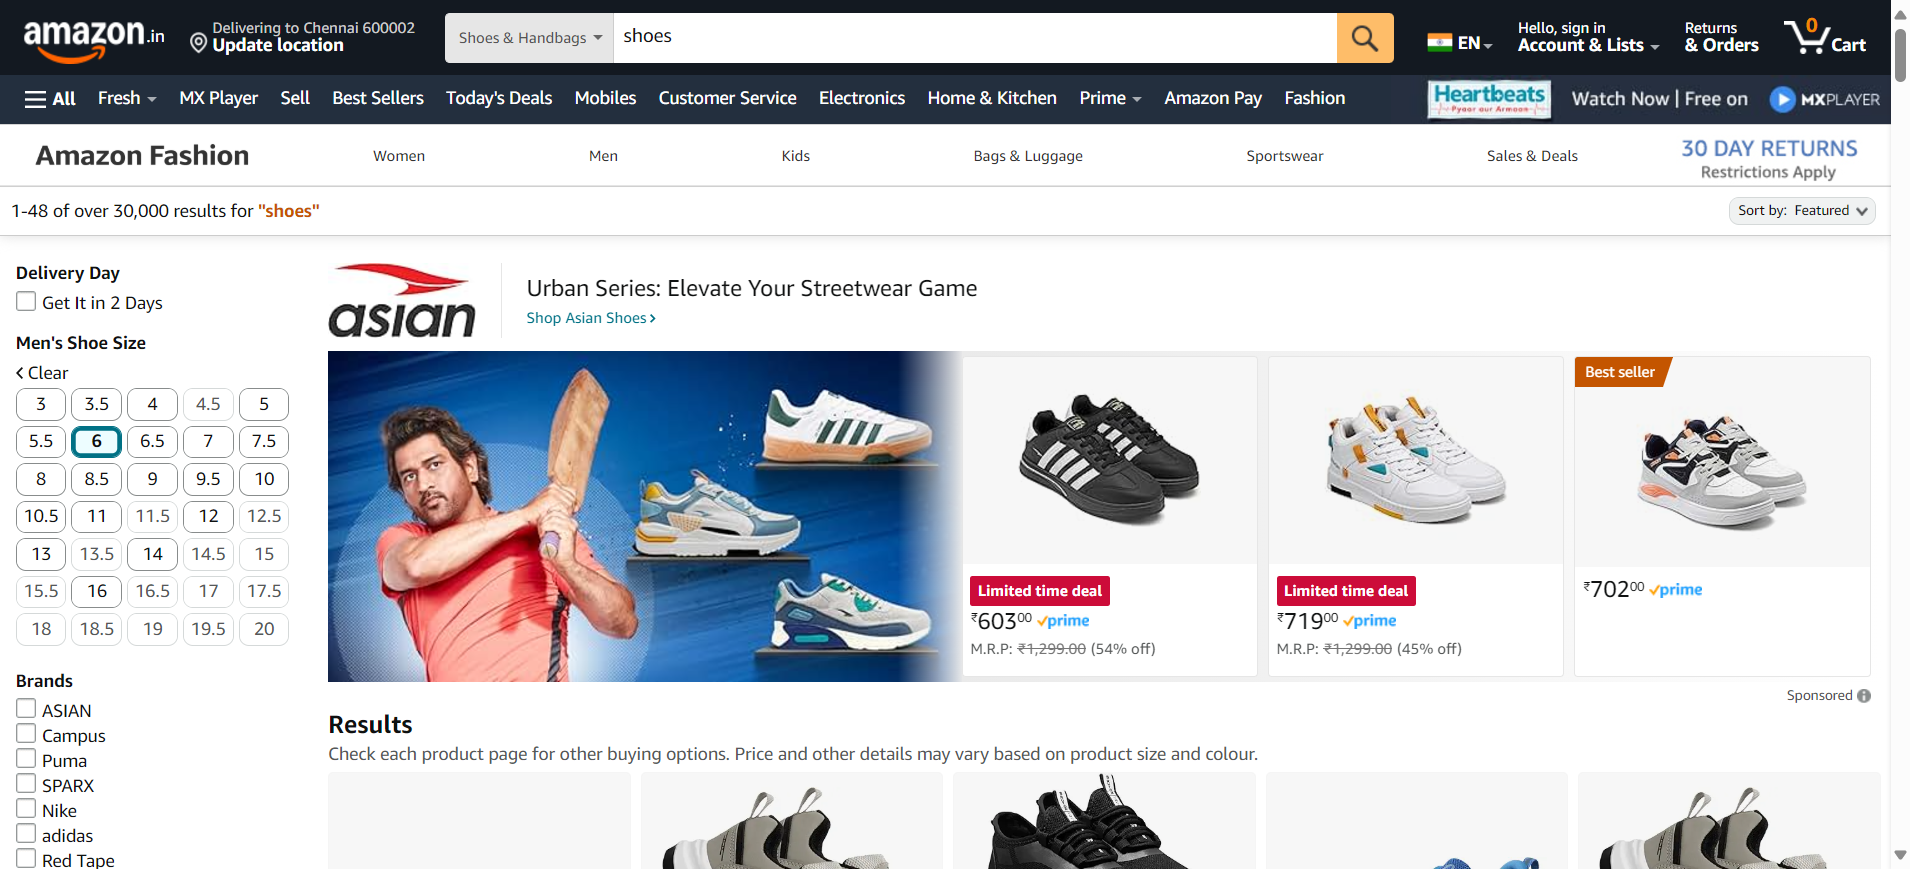 amazon.in
Delivering to Chennai 600002
Update location
Shoes & Handbags
shoes
EN
Hello, sign in
Account & Lists
Returns
& Orders
0
Cart
All
Fresh
MX Player
Sell
Best Sellers
Today's Deals
Mobiles
Customer Service
Electronics
Home & Kitchen
Prime
Amazon Pay
Fashion
Heartbeats
Pyaar aur Armaan
Watch Now | Free on
MXPLAYER
Amazon Fashion
Women
Men
Kids
Bags & Luggage
Sportswear
Sales & Deals
30 DAY RETURNS
Restrictions Apply
1-48 of over 30,000 results for "shoes"
Sort by: Featured
Delivery Day
Get It in 2 Days
Men's Shoe Size
Clear
3 3.5 4 4.5 5
5.5 6 6.5 7 7.5
8 8.5 9 9.5 10
10.5 11 11.5 12 12.5
13 13.5 14 14.5 15
15.5 16 16.5 17 17.5
18 18.5 19 19.5 20
Brands
ASIAN
Campus
Puma
SPARX
Nike
adidas
Red Tape
asian
Urban Series: Elevate Your Streetwear Game
Shop Asian Shoes
Limited time deal
₹60300 prime
M.R.P: ₹1,299.00 (54% off)
Limited time deal
₹71900 prime
M.R.P: ₹1,299.00 (45% off)
Best seller
₹70200 prime
Sponsored
Results
Check each product page for other buying options. Price and other details may vary based on product size and colour.